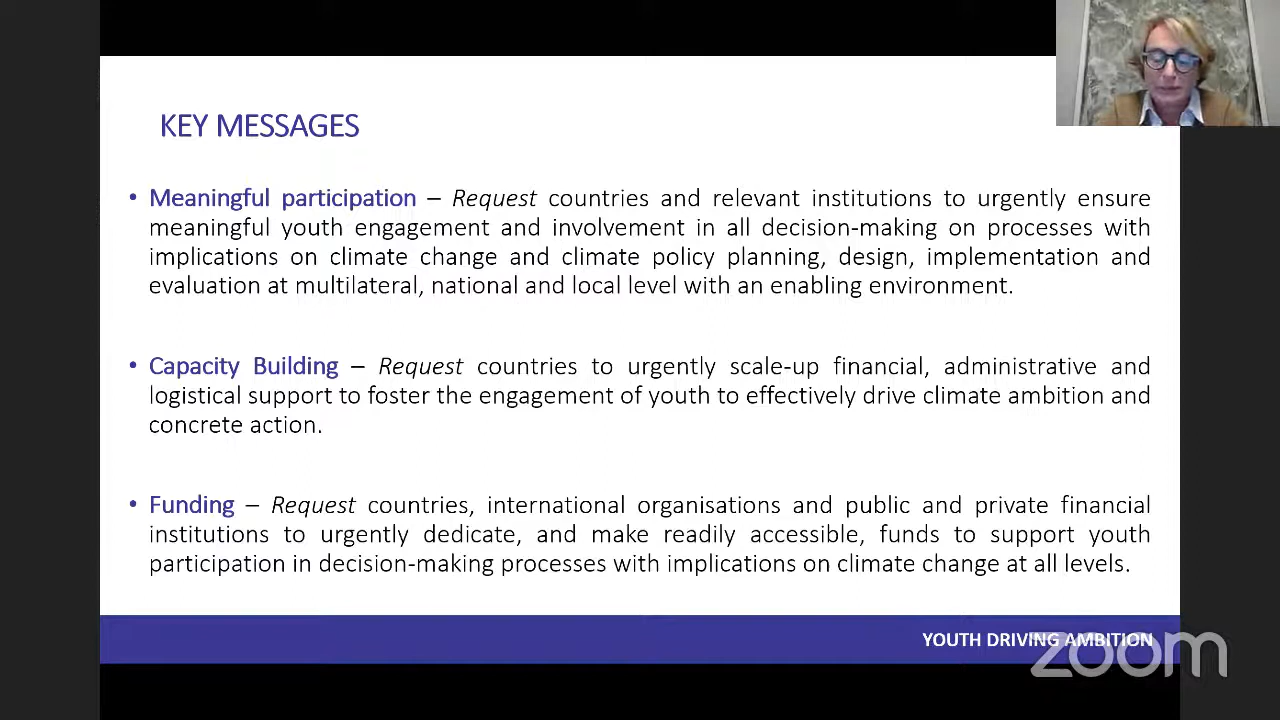 KEY MESSAGES
• Meaningful participation – Request countries and relevant institutions to urgently ensure
meaningful youth engagement and involvement in all decision-making on processes with
implications on climate change and climate policy planning, design, implementation and
evaluation at multilateral, national and local level with an enabling environment.
• Capacity Building – Request countries to urgently scale-up financial, administrative and
logistical support to foster the engagement of youth to effectively drive climate ambition and
concrete action.
• Funding – Request countries, international organisations and public and private financial
institutions to urgently dedicate, and make readily accessible, funds to support youth
participation in decision-making processes with implications on climate change at all levels.
YOUTH DRIVING AMBITION
zoom